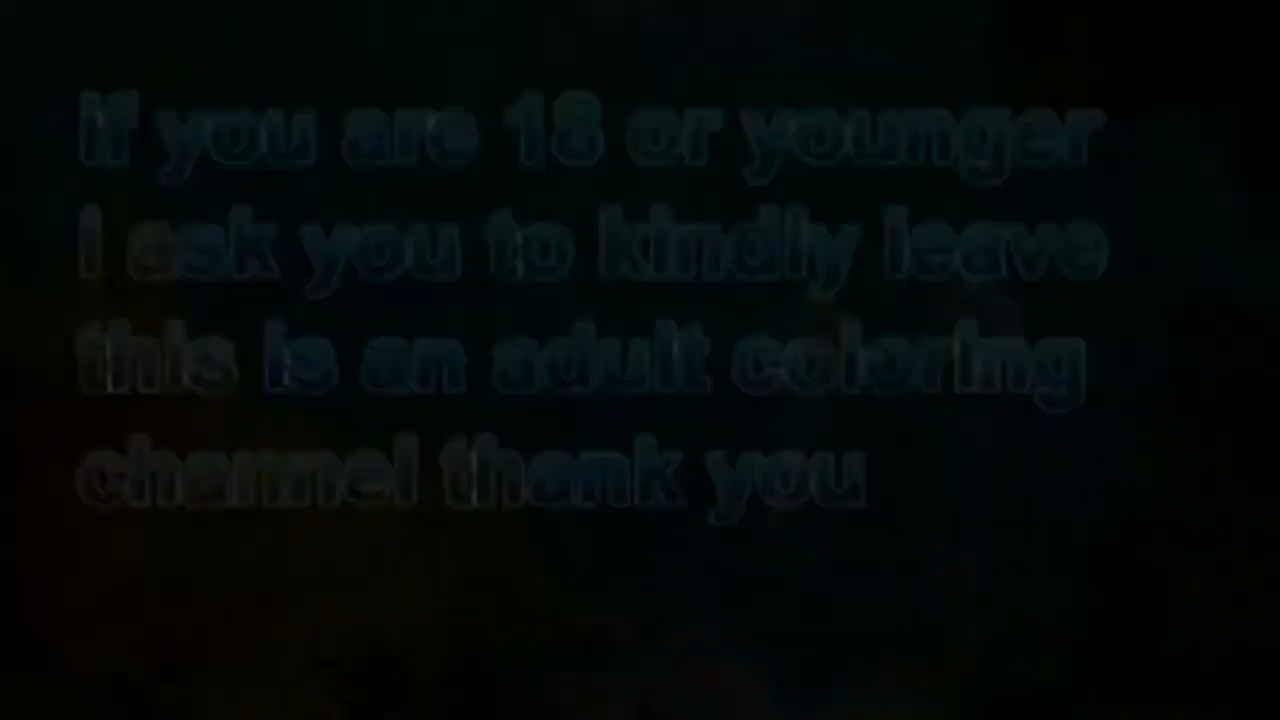 If you are 18 or younger
I ask you to kindly leave
this is an adult coloring
channel thank you